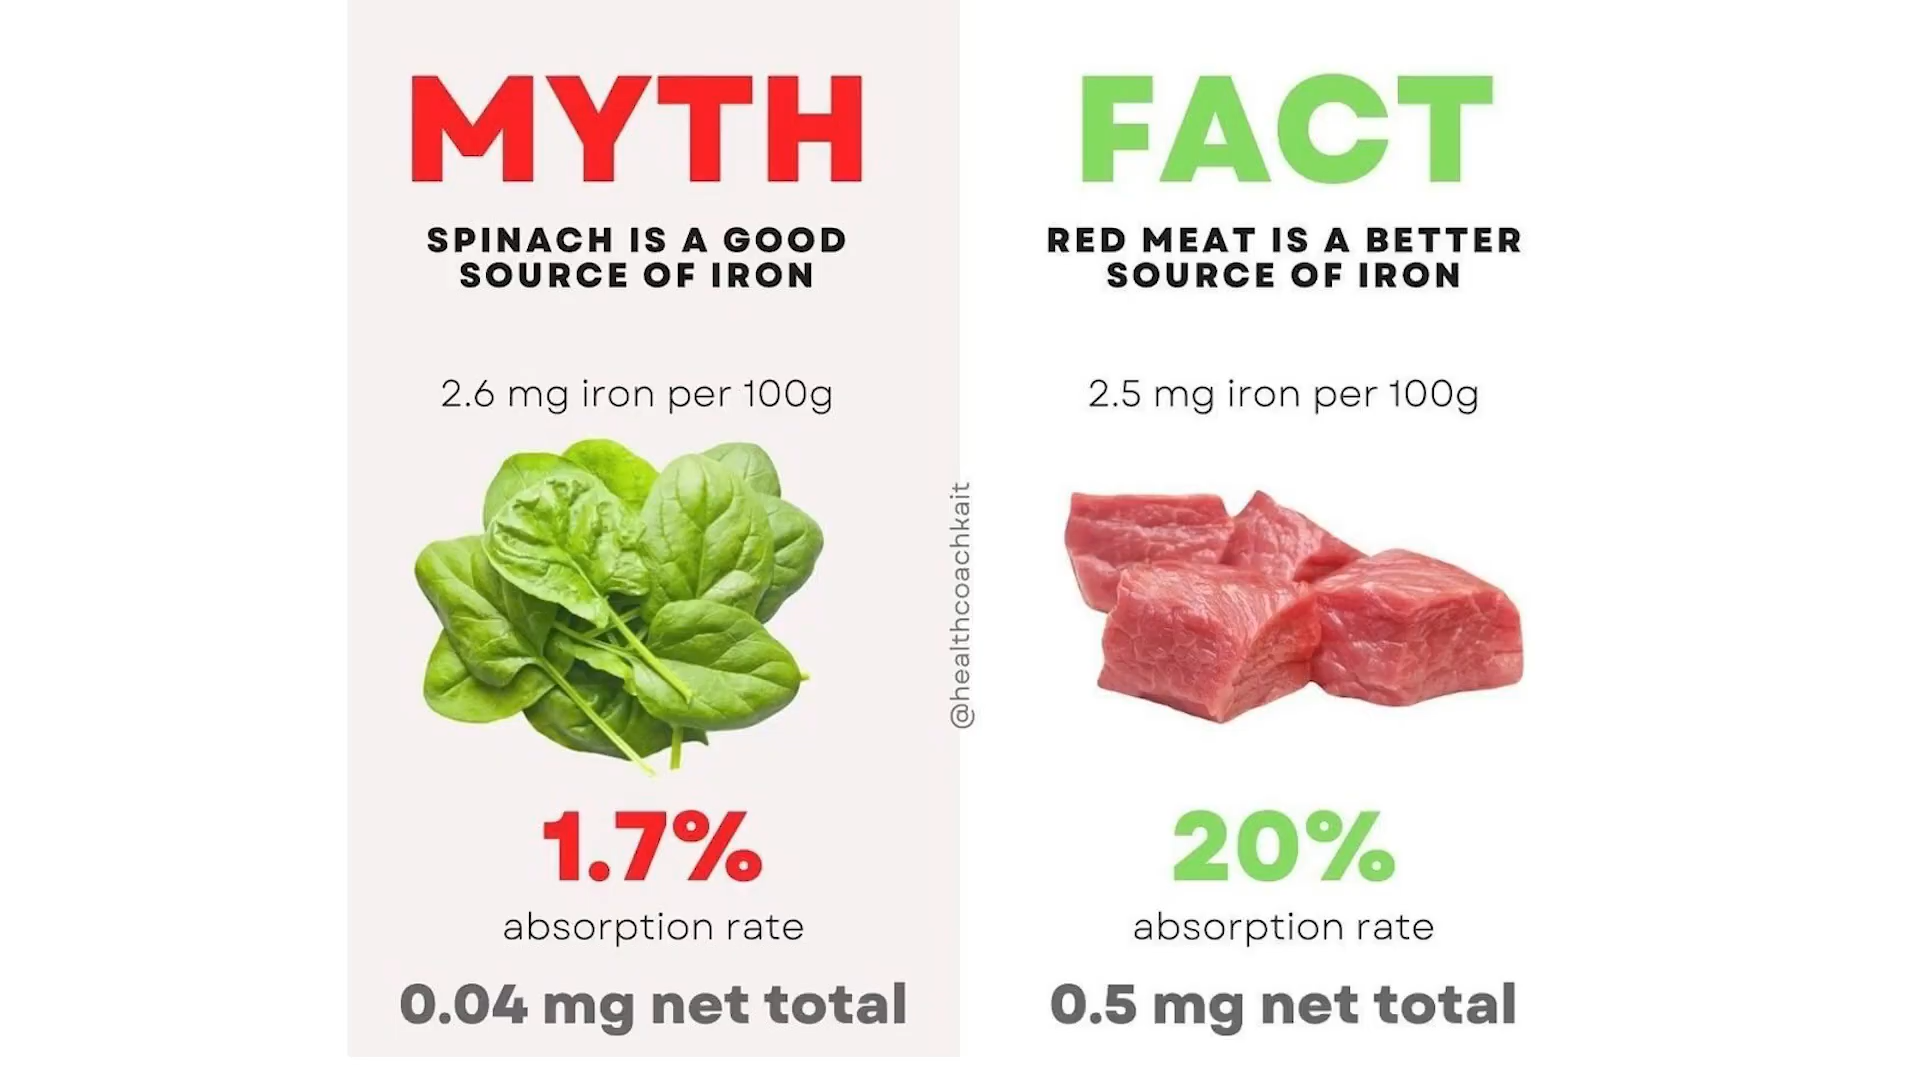 MYTH
SPINACH IS A GOOD
SOURCE OF IRON
2.6 mg iron per 100g
1.7%
absorption rate
0.04 mg net total
@healthcoachkait
FACT
RED MEAT IS A BETTER
SOURCE OF IRON
2.5 mg iron per 100g
20%
absorption rate
0.5 mg net total